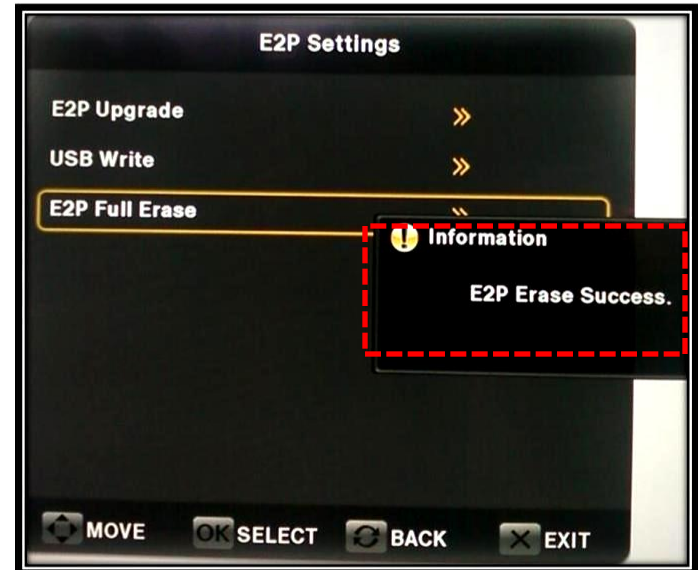 E2P Settings
E2P Upgrade
USB Write
E2P Full Erase
Information
E2P Erase Success.
MOVE OK SELECT BACK EXIT